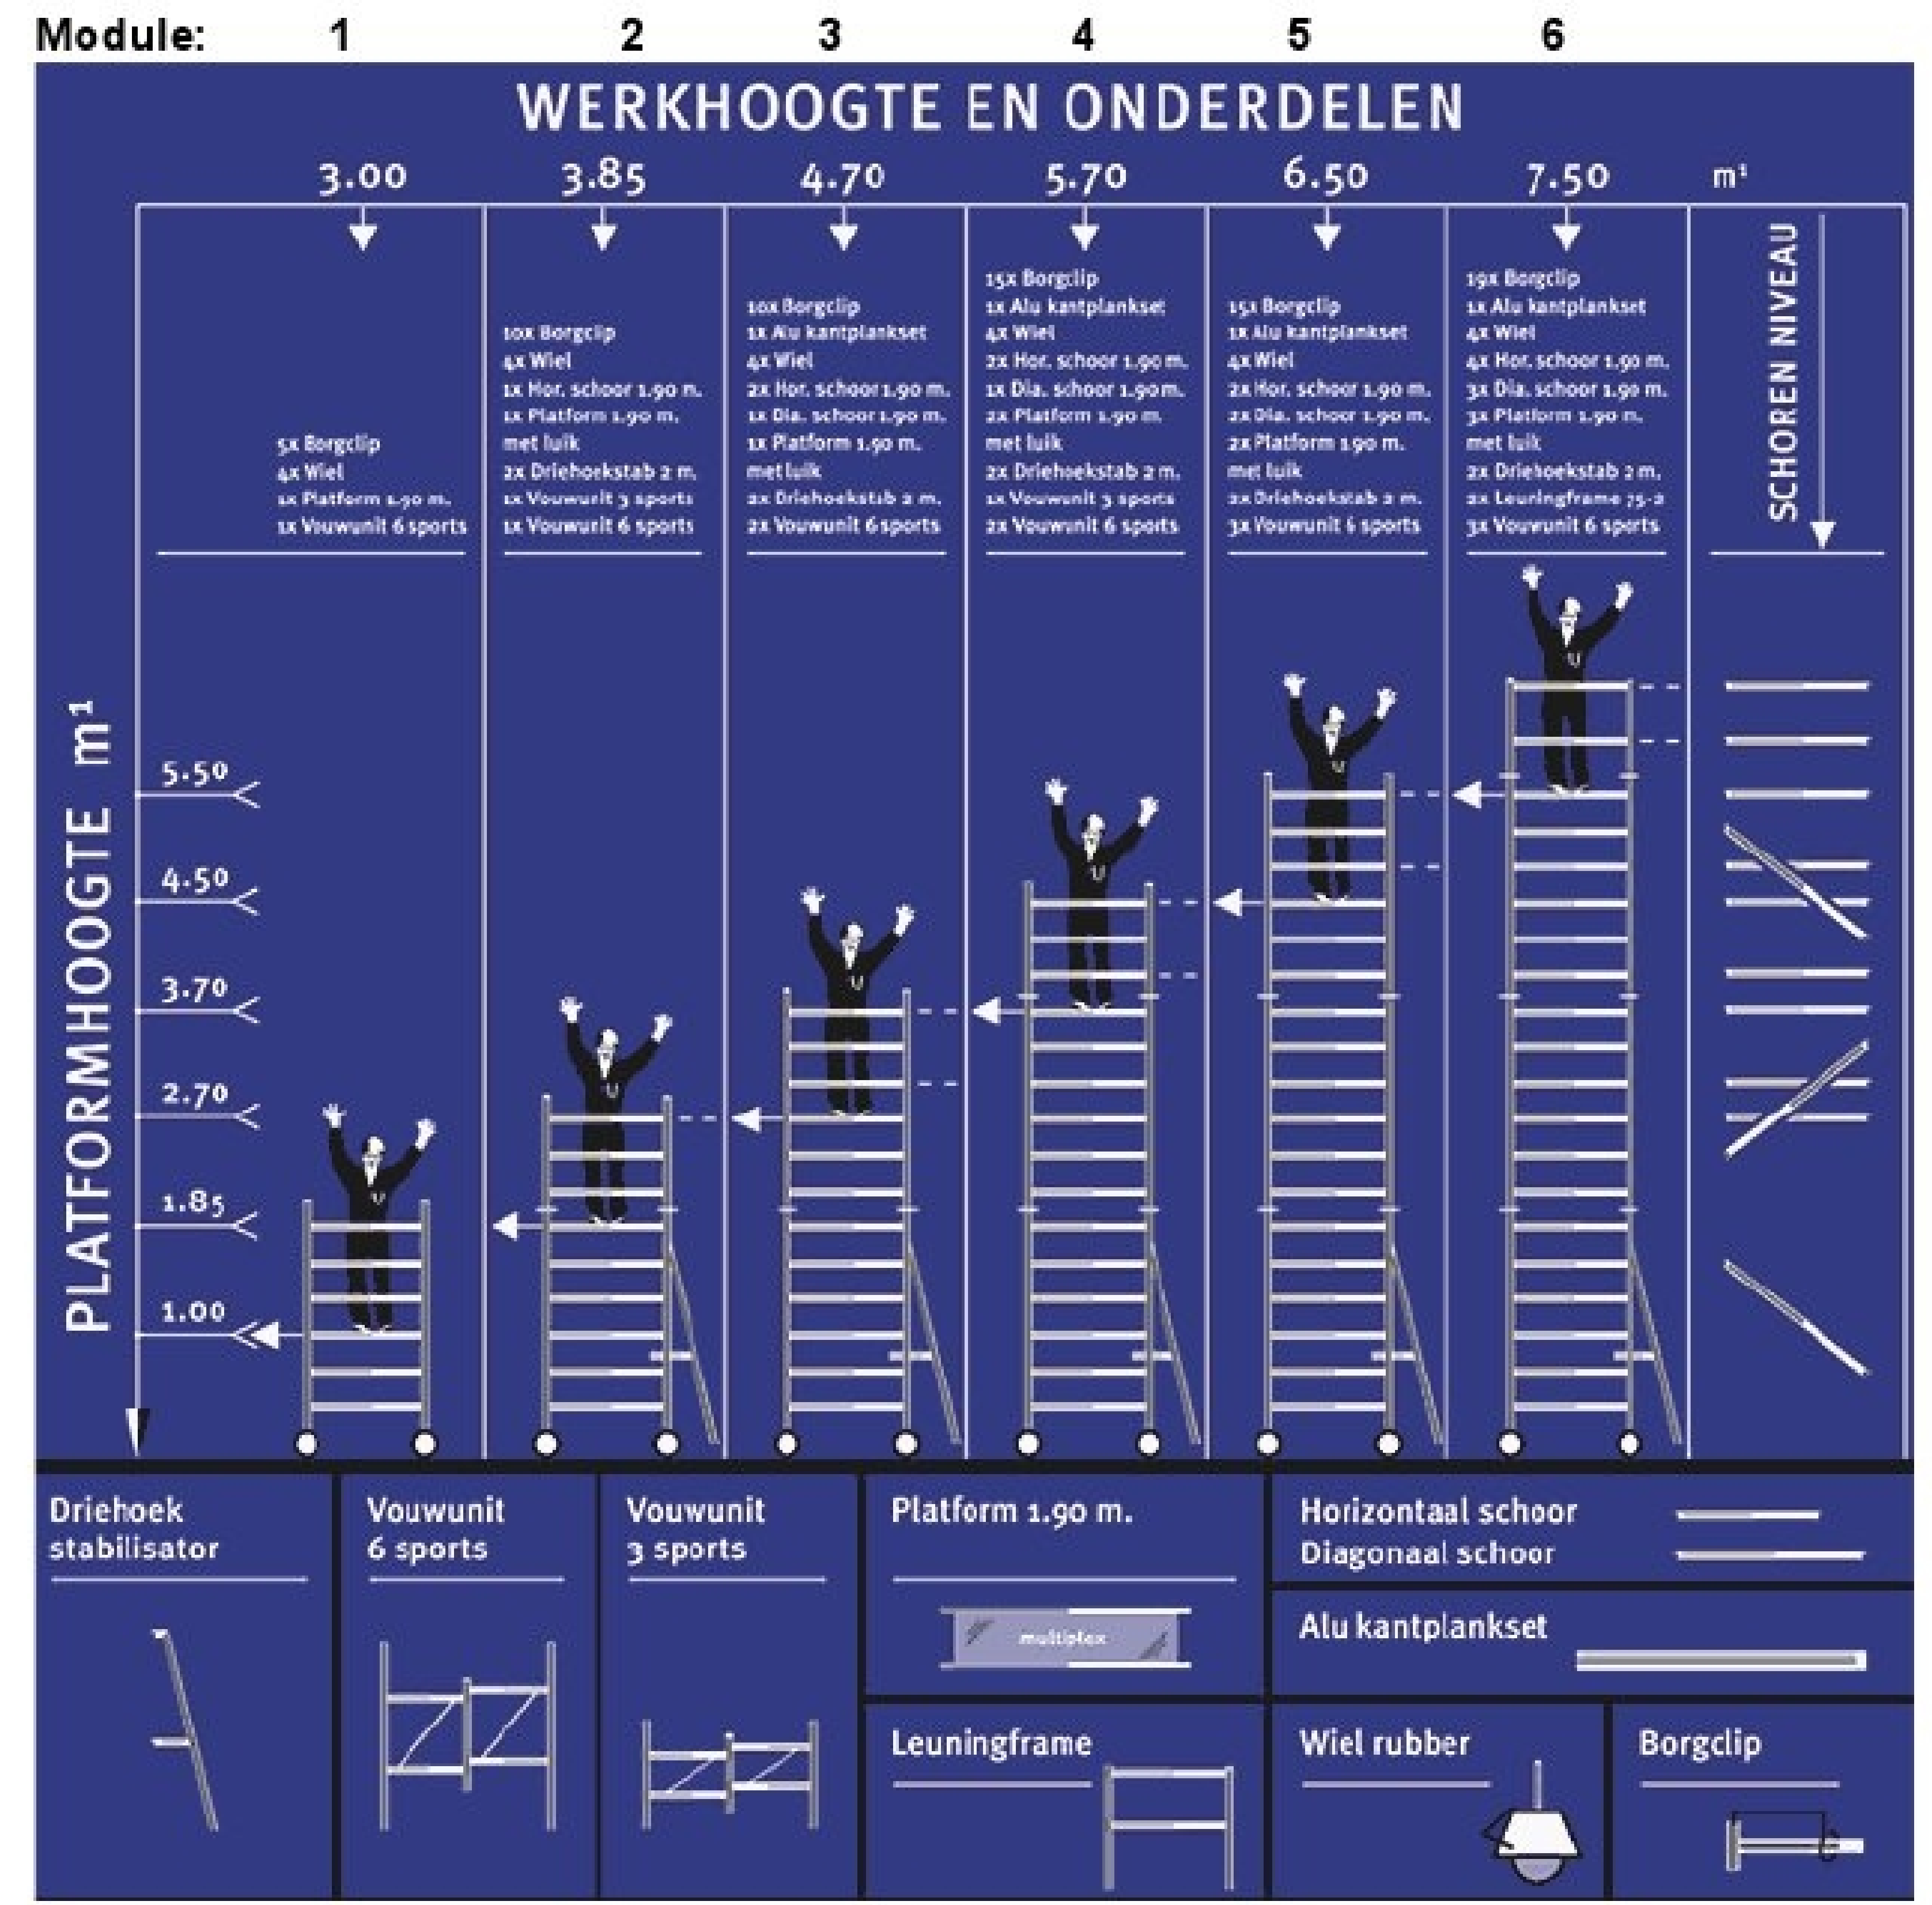 Module: 1 2 3 4 5 6
WERKHOOGTE EN ONDERDELEN
3.00 3.85 4.70 5.70 6.50 7.50 m¹
5x Borgclip
4x Wiel
1x Platform 1.90 m.
1x Vouwunit 6 sports
10x Borgclip
4x Wiel
1x Hor. schoor 1.90 m.
1x Platform 1.90 m.
met luik
2x Driehoekstab 2 m.
1x Vouwunit 3 sports
1x Vouwunit 6 sports
10x Borgclip
1x Alu kantplankset
4x Wiel
2x Hor. schoor 1.90 m.
1x Dia. schoor 1.90 m.
1x Platform 1.90 m.
met luik
2x Driehoekstab 2 m.
2x Vouwunit 6 sports
15x Borgclip
1x Alu kantplankset
4x Wiel
2x Hor. schoor 1.90 m.
1x Dia. schoor 1.90m.
2x Platform 1.90 m.
met luik
2x Driehoekstab 2 m.
1x Vouwunit 3 sports
2x Vouwunit 6 sports
15x Borgclip
1x Alu kantplankset
4x Wiel
2x Hor. schoor 1.90 m.
2x Dia. schoor 1.90 m.
2x Platform 1.90 m.
met luik
2x Driehoekstab 2 m.
3x Vouwunit 6 sports
19x Borgclip
1x Alu kantplankset
4x Wiel
4x Hor. schoor 1.90 m.
3x Dia. schoor 1.90 m.
3x Platform 1.90 m.
met luik
2x Driehoekstab 2 m.
2x Leuningframe 75-2
3x Vouwunit 6 sports
SCHOREN NIVEAU
PLATFORMHOOGTE m¹
5.50
4.50
3.70
2.70
1.85
1.00
Driehoek
stabilisator
Vouwunit
6 sports
Vouwunit
3 sports
Platform 1.90 m.
multiplex
Leuningframe
Horizontaal schoor
Diagonaal schoor
Alu kantplankset
Wiel rubber
Borgclip